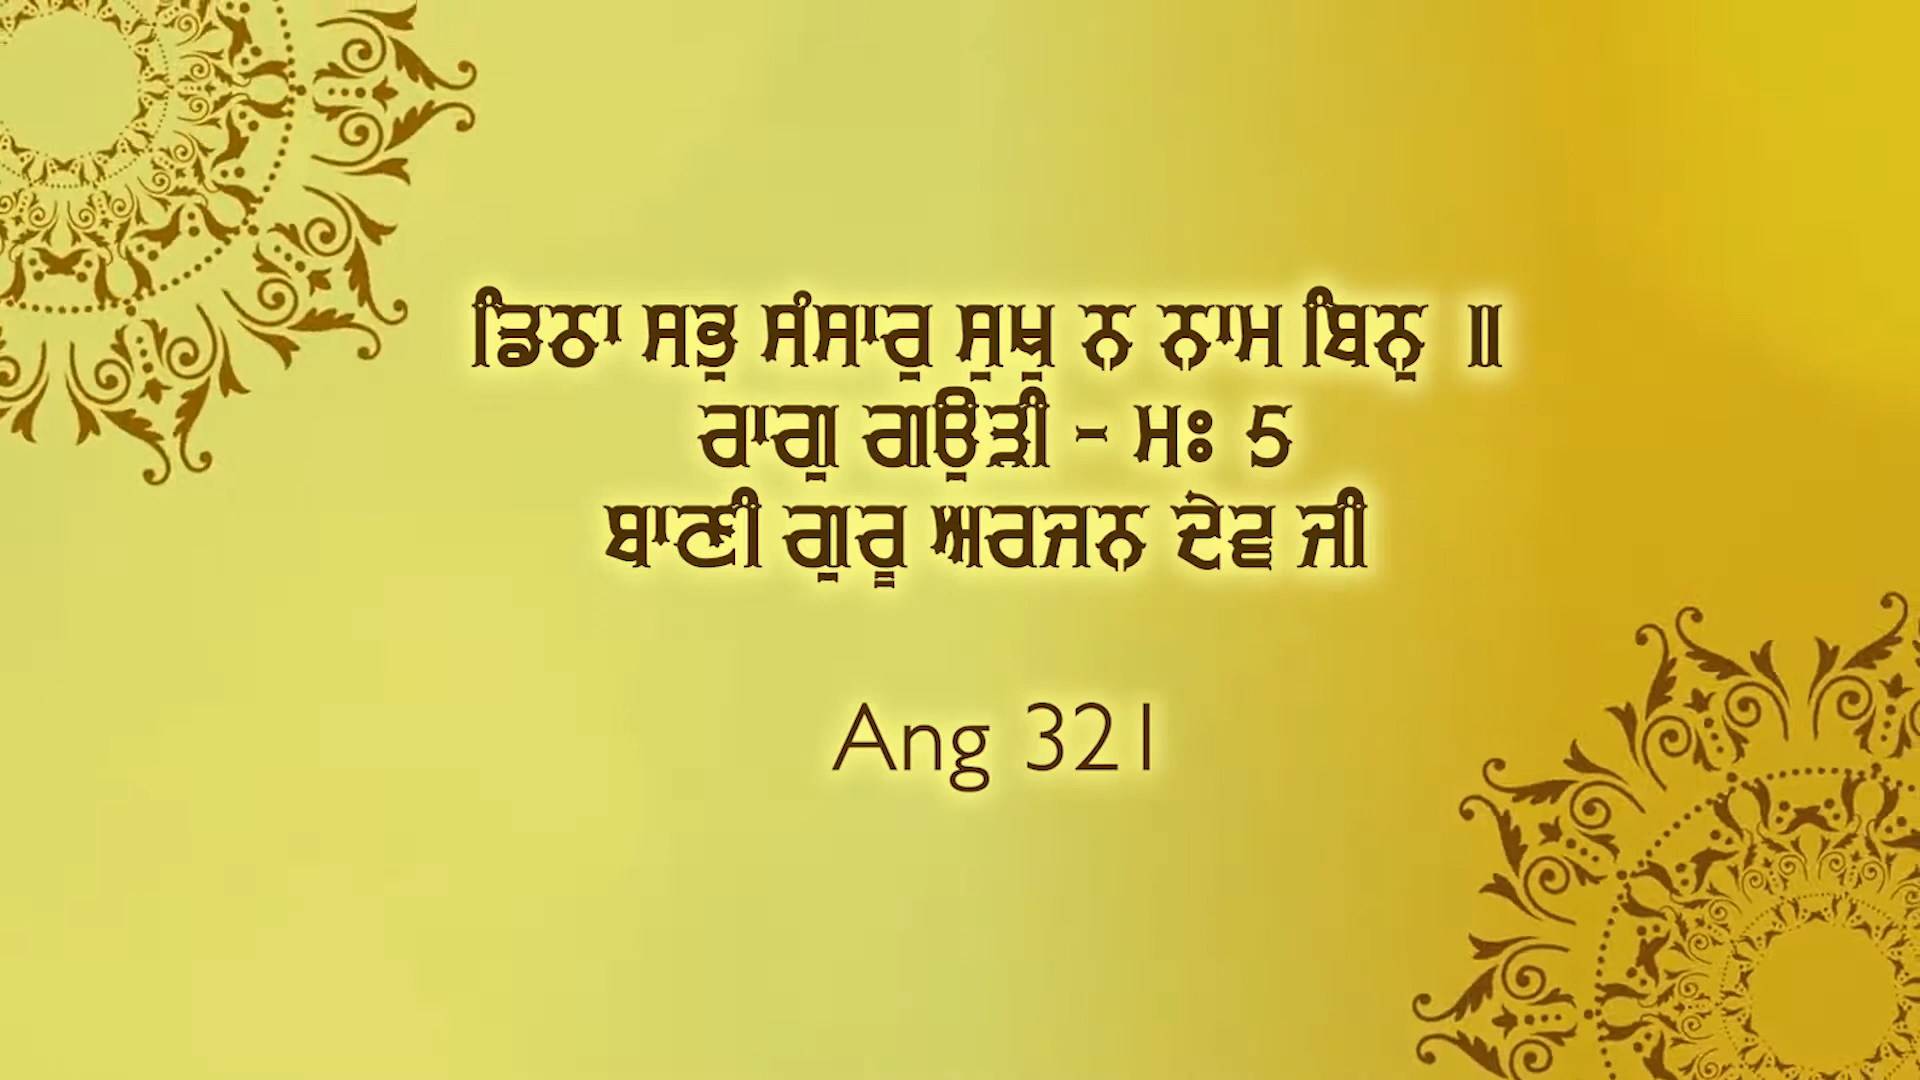 ਡਿਠਾ ਸਭੁ ਸੰਸਾਰੁ ਸੁਖੁ ਨ ਨਾਮ ਬਿਨੁ ॥
ਰਾਗੁ ਗਉੜੀ - ਮਃ 5
ਬਾਣੀ ਗੁਰੂ ਅਰਜਨ ਦੇਵ ਜੀ
Ang 321